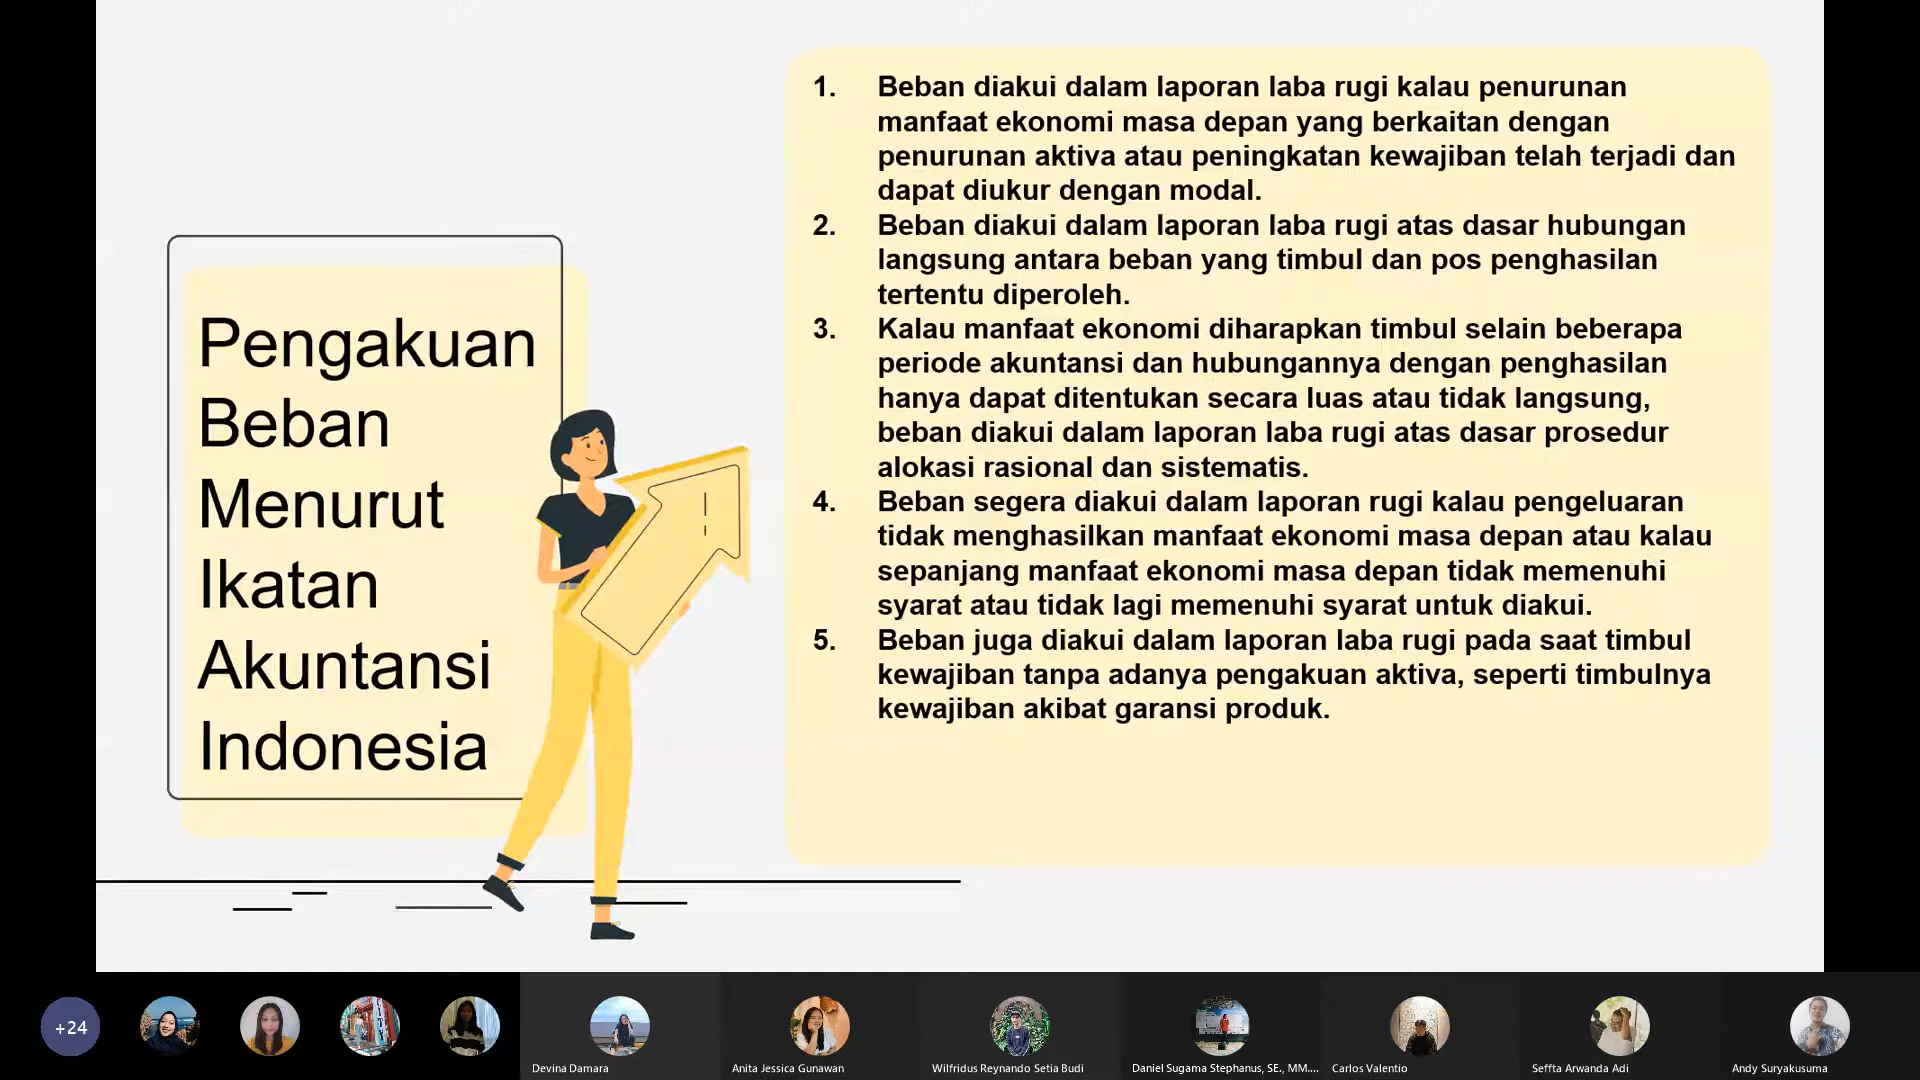 Pengakuan
Beban
Menurut
Ikatan
Akuntansi
Indonesia
1. Beban diakui dalam laporan laba rugi kalau penurunan
manfaat ekonomi masa depan yang berkaitan dengan
penurunan aktiva atau peningkatan kewajiban telah terjadi dan
dapat diukur dengan modal.
2. Beban diakui dalam laporan laba rugi atas dasar hubungan
langsung antara beban yang timbul dan pos penghasilan
tertentu diperoleh.
3. Kalau manfaat ekonomi diharapkan timbul selain beberapa
periode akuntansi dan hubungannya dengan penghasilan
hanya dapat ditentukan secara luas atau tidak langsung,
beban diakui dalam laporan laba rugi atas dasar prosedur
alokasi rasional dan sistematis.
4. Beban segera diakui dalam laporan rugi kalau pengeluaran
tidak menghasilkan manfaat ekonomi masa depan atau kalau
sepanjang manfaat ekonomi masa depan tidak memenuhi
syarat atau tidak lagi memenuhi syarat untuk diakui.
5. Beban juga diakui dalam laporan laba rugi pada saat timbul
kewajiban tanpa adanya pengakuan aktiva, seperti timbulnya
kewajiban akibat garansi produk.
+24
Devina Damara
Anita Jessica Gunawan
Wilfridus Reynando Setia Budi
Daniel Sugama Stephanus, SE., MM....
Carlos Valentio
Seffta Arwanda Adi
Andy Suryakusuma